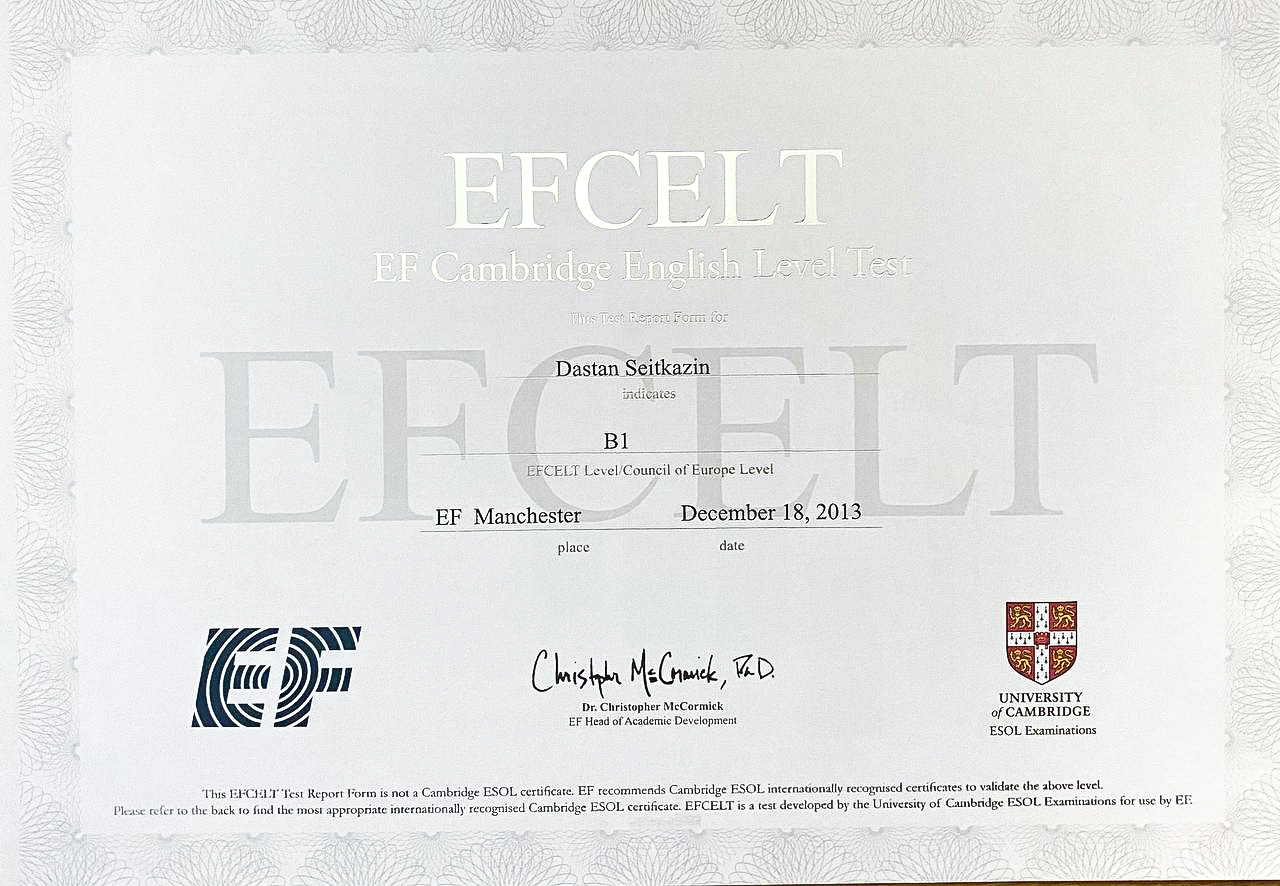 EFCELT
EF Cambridge English Level Test
This Test Report Form for
EFCELT
Dastan Seitkazin
indicates
B1
EFCELT Level/Council of Europe Level
EF Manchester December 18, 2013
place date
EF
Christopher McCormick, Ph.D.
Dr. Christopher McCormick
EF Head of Academic Development
UNIVERSITY
of CAMBRIDGE
ESOL Examinations
This EFCELT Test Report Form is not a Cambridge ESOL certificate. EF recommends Cambridge ESOL internationally recognised certificates to validate the above level.
Please refer to the back to find the most appropriate internationally recognised Cambridge ESOL certificate. EFCELT is a test developed by the University of Cambridge ESOL Examinations for use by EF.